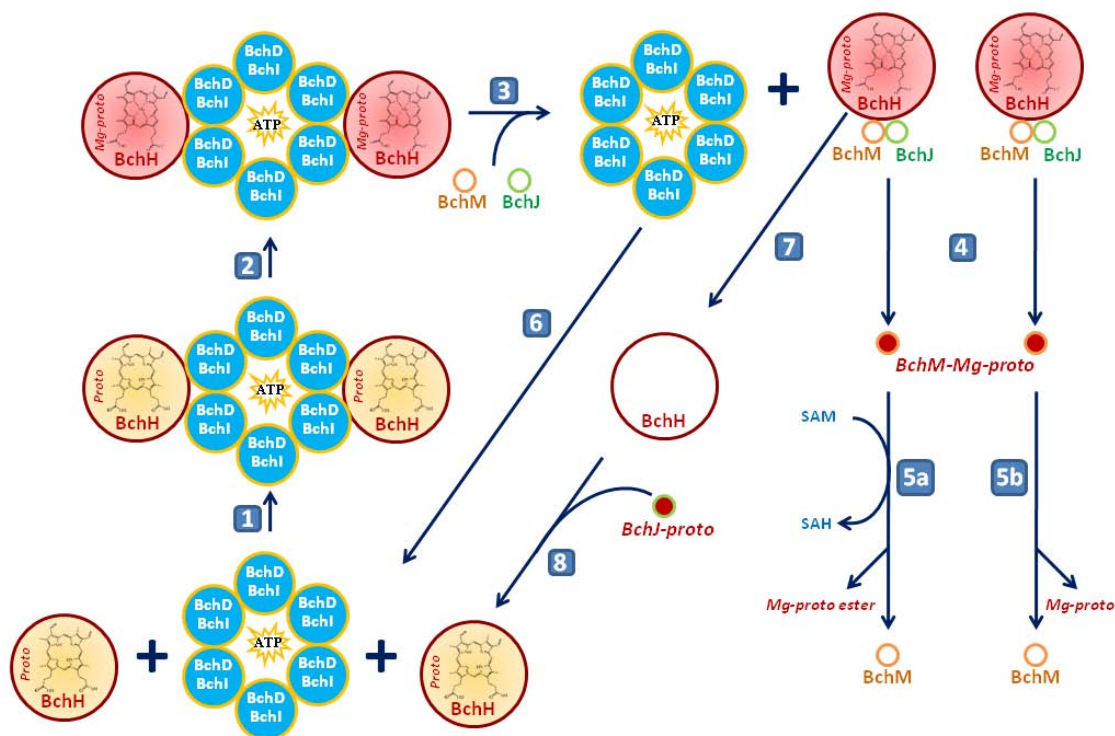 BchD
BchI
BchD
BchI
BchD
BchI
BchD
BchI
BchD
BchI
BchD
BchI
ATP
Mg-proto
BchH
Mg-proto
BchH
3
BchM
BchJ
BchD
BchI
BchD
BchI
BchD
BchI
BchD
BchI
BchD
BchI
BchD
BchI
ATP
+
Mg-proto
BchH
BchM
BchJ
Mg-proto
BchH
BchM
BchJ
2
7
4
6
Proto
BchH
BchD
BchI
BchD
BchI
BchD
BchI
BchD
BchI
BchD
BchI
BchD
BchI
ATP
Proto
BchH
BchH
BchM-Mg-proto
SAM
SAH
5a
5b
1
BchJ-proto
8
Mg-proto ester
Mg-proto
BchM
BchM
Proto
BchH
+
BchD
BchI
BchD
BchI
BchD
BchI
BchD
BchI
BchD
BchI
BchD
BchI
ATP
+
Proto
BchH